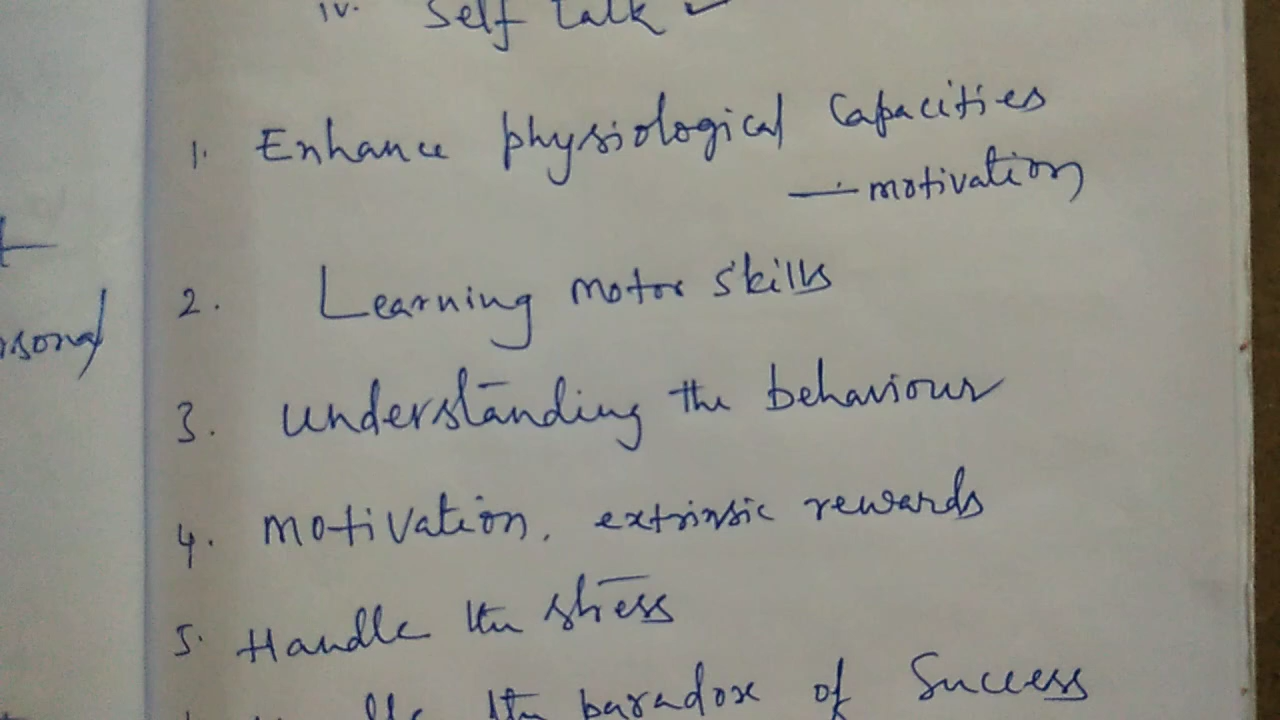 iv. Self talk
1. Enhance physiological Capacities
— motivation
2. Learning motor skills
3. understanding the behaviour
4. motivation, extrinsic rewards
5. Handle the stress
the paradox of Success